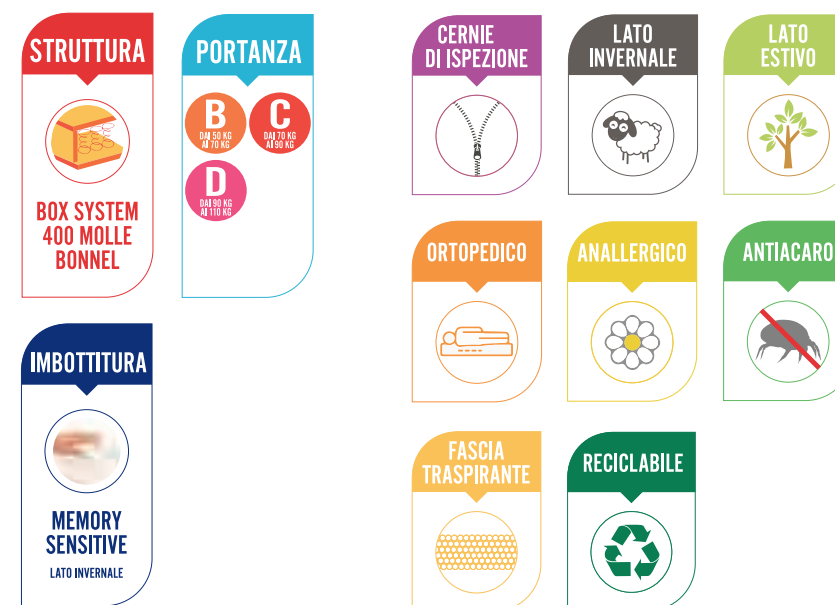 STRUTTURA
BOX SYSTEM
400 MOLLE
BONNEL
PORTANZA
B
DAI 50 KG
AI 70 KG
C
DAI 70 KG
AI 90 KG
D
DAI 90 KG
AI 110 KG
IMBOTTITURA
MEMORY
SENSITIVE
LATO INVERNALE
CERNIE
DI ISPEZIONE
LATO
INVERNALE
LATO
ESTIVO
ORTOPEDICO
ANALLERGICO
ANTIACARO
FASCIA
TRASPIRANTE
RECICLABILE